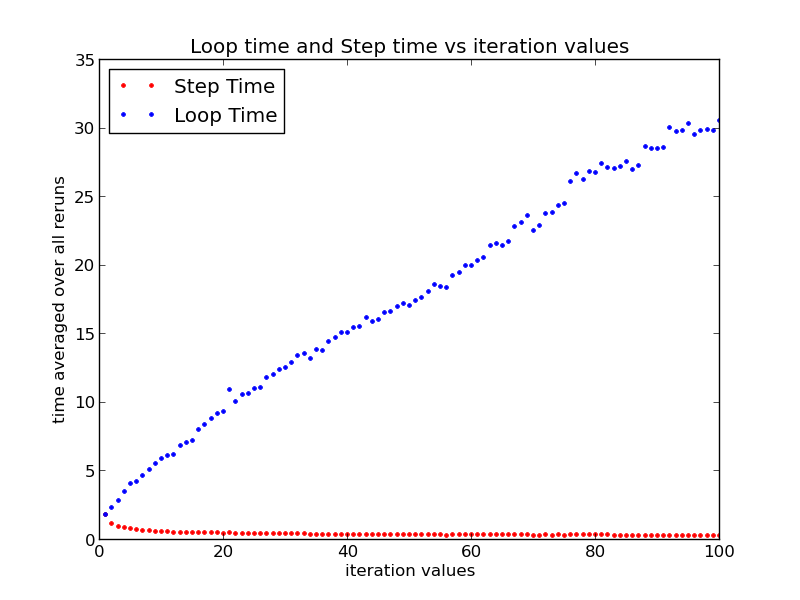 Loop time and Step time vs iteration values
35
30
25
20
15
10
5
0
time averaged over all reruns
Step Time
Loop Time
0 20 40 60 80 100
iteration values